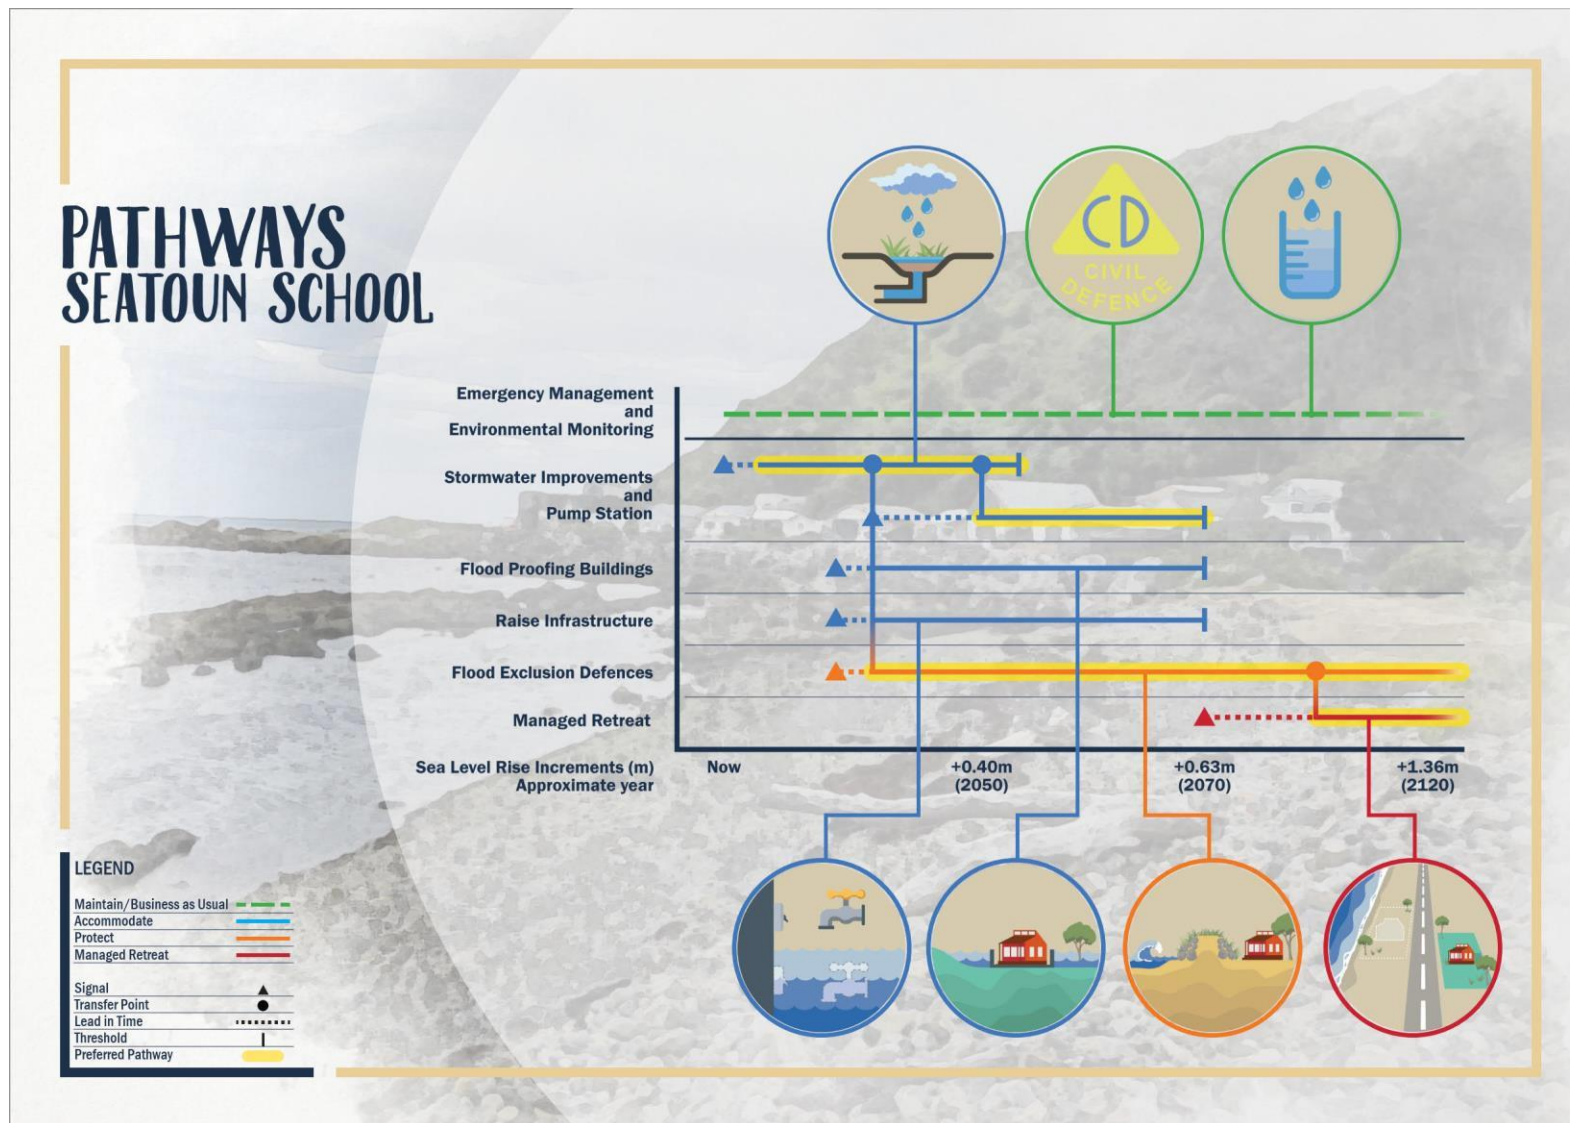 PATHWAYS
SEATOUN SCHOOL
CD
CIVIL
DEFENCE
Emergency Management
and
Environmental Monitoring
Stormwater Improvements
and
Pump Station
Flood Proofing Buildings
Raise Infrastructure
Flood Exclusion Defences
Managed Retreat
Sea Level Rise Increments (m)
Approximate year
Now
+0.40m
(2050)
+0.63m
(2070)
+1.36m
(2120)
LEGEND
Maintain/Business as Usual
Accommodate
Protect
Managed Retreat
Signal
Transfer Point
Lead in Time
Threshold
Preferred Pathway